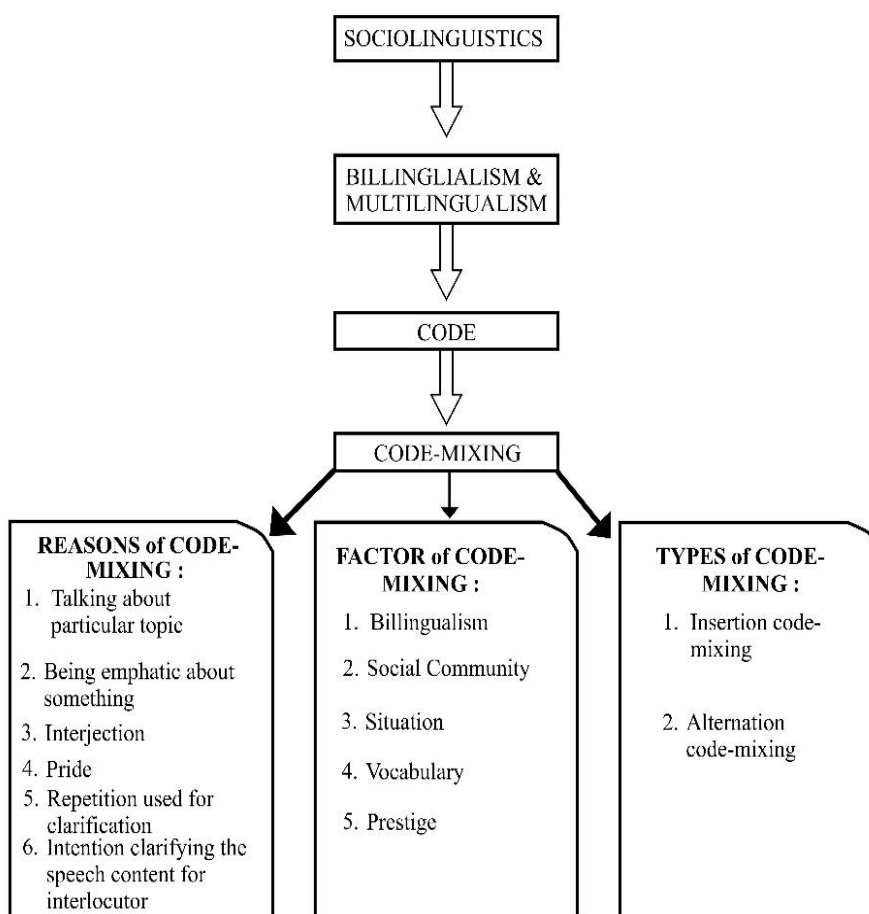 SOCIOLINGUISTICS
BILLINGLIALISM &
MULTILINGUALISM
CODE
CODE-MIXING
REASONS of CODE-
MIXING :
1. Talking about
particular topic
2. Being emphatic about
something
3. Interjection
4. Pride
5. Repetition used for
clarification
6. Intention clarifying the
speech content for
interlocutor
FACTOR of CODE-
MIXING :
1. Billingualism
2. Social Community
3. Situation
4. Vocabulary
5. Prestige
TYPES of CODE-
MIXING :
1. Insertion code-
mixing
2. Alternation
code-mixing